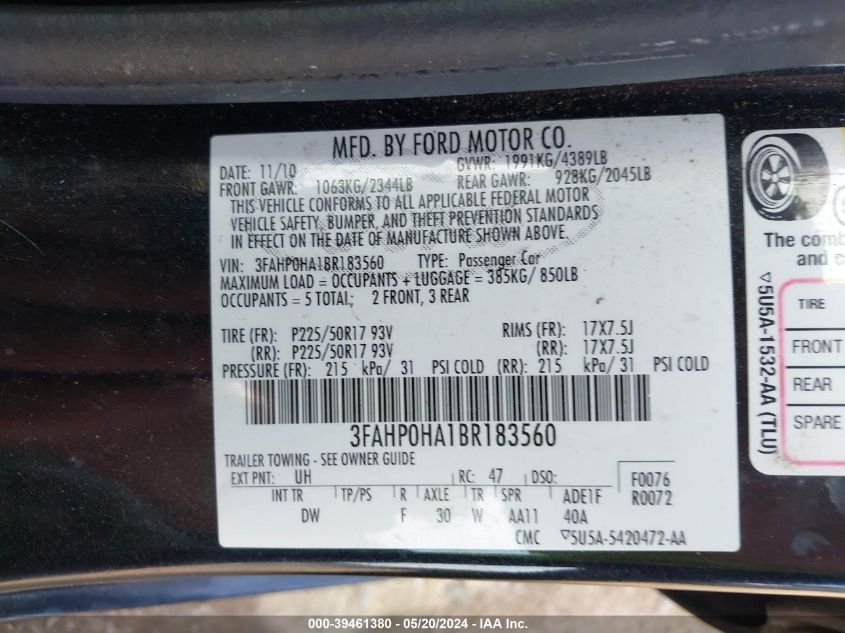 MFD. BY FORD MOTOR CO.
DATE: 11/10 GVWR: 1991KG/4389LB
FRONT GAWR: 1063KG/2344LB REAR GAWR: 928KG/2045LB
THIS VEHICLE CONFORMS TO ALL APPLICABLE FEDERAL MOTOR
VEHICLE SAFETY, BUMPER, AND THEFT PREVENTION STANDARDS
IN EFFECT ON THE DATE OF MANUFACTURE SHOWN ABOVE.
VIN: 3FAHP0HA1BR183560 TYPE: Passenger Car
MAXIMUM LOAD = OCCUPANTS + LUGGAGE = 385KG/ 850LB
OCCUPANTS = 5 TOTAL; 2 FRONT, 3 REAR
TIRE (FR): P225/50R17 93V RIMS (FR): 17X7.5J
(RR): P225/50R17 93V (RR): 17X7.5J
PRESSURE (FR): 215 kPa/ 31 PSI COLD (RR): 215 kPa/ 31 PSI COLD
3FAHP0HA1BR183560
TRAILER TOWING - SEE OWNER GUIDE
EXT PNT: UH RC: 47 DSO: F0076
R0072
INT TR TP/PS R AXLE TR SPR ADE1F
DW F 30 W AA11 40A
CMC ▽5U5A-5420472-AA
The comb
and c
▽5U5A-1532-AA (TLU)
TIRE
FRONT
REAR
SPARE
000-39461380 - 05/20/2024 - IAA Inc.